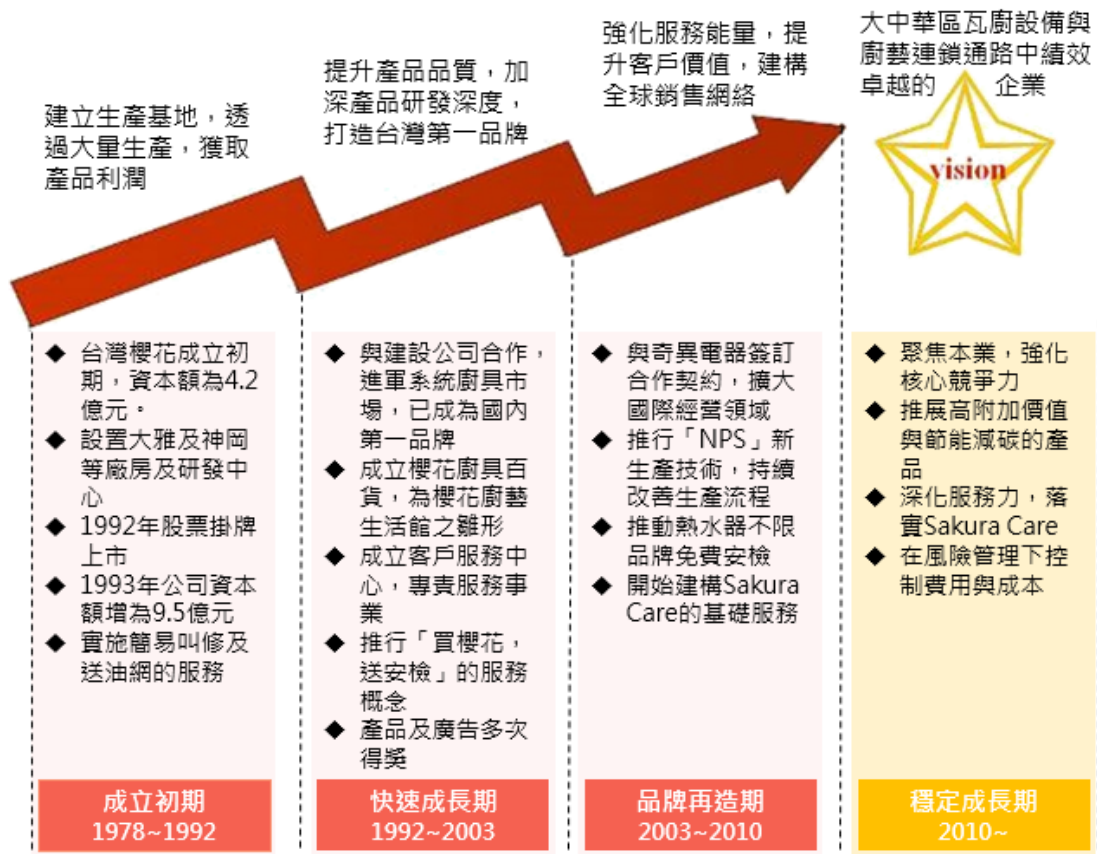 建立生產基地，透
過大量生產，獲取
產品利潤
提升產品品質，加
深產品研發深度，
打造台灣第一品牌
強化服務能量，提
升客戶價值，建構
全球銷售網絡
大中華區瓦廚設備與
廚藝連鎖通路中績效
卓越的 企業
vision
◆ 台灣櫻花成立初
期，資本額為4.2
億元。
◆ 設置大雅及神岡
等廠房及研發中
心
◆ 1992年股票掛牌
上市
◆ 1993年公司資本
額增為9.5億元
◆ 實施簡易叫修及
送油網的服務
成立初期
1978~1992
◆ 與建設公司合作，
進軍系統廚具市
場，已成為國內
第一品牌
◆ 成立櫻花廚具百
貨，為櫻花廚藝
生活館之雛形
◆ 成立客戶服務中
心，專責服務事
業
◆ 推行「買櫻花，
送安檢」的服務
概念
◆ 產品及廣告多次
得獎
快速成長期
1992~2003
◆ 與奇異電器簽訂
合作契約，擴大
國際經營領域
◆ 推行「NPS」新
生產技術，持續
改善生產流程
◆ 推動熱水器不限
品牌免費安檢
◆ 開始建構Sakura
Care的基礎服務
品牌再造期
2003~2010
◆ 聚焦本業，強化
核心競爭力
◆ 推展高附加價值
與節能減碳的產
品
◆ 深化服務力，落
實Sakura Care
◆ 在風險管理下控
制費用與成本
穩定成長期
2010~